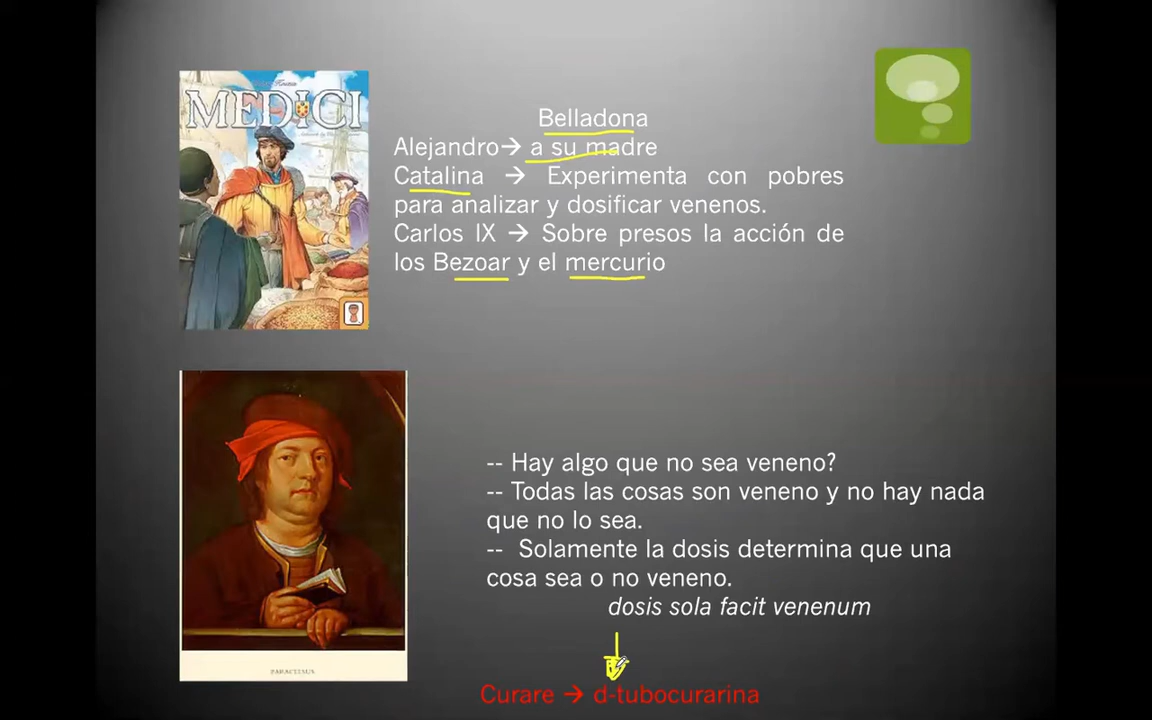 MEDICI
Belladona
Alejandro→ a su madre
Catalina → Experimenta con pobres
para analizar y dosificar venenos.
Carlos IX → Sobre presos la acción de
los Bezoar y el mercurio
-- Hay algo que no sea veneno?
-- Todas las cosas son veneno y no hay nada
que no lo sea.
-- Solamente la dosis determina que una
cosa sea o no veneno.
dosis sola facit venenum
PARACELSUS
Curare → d-tubocurarina